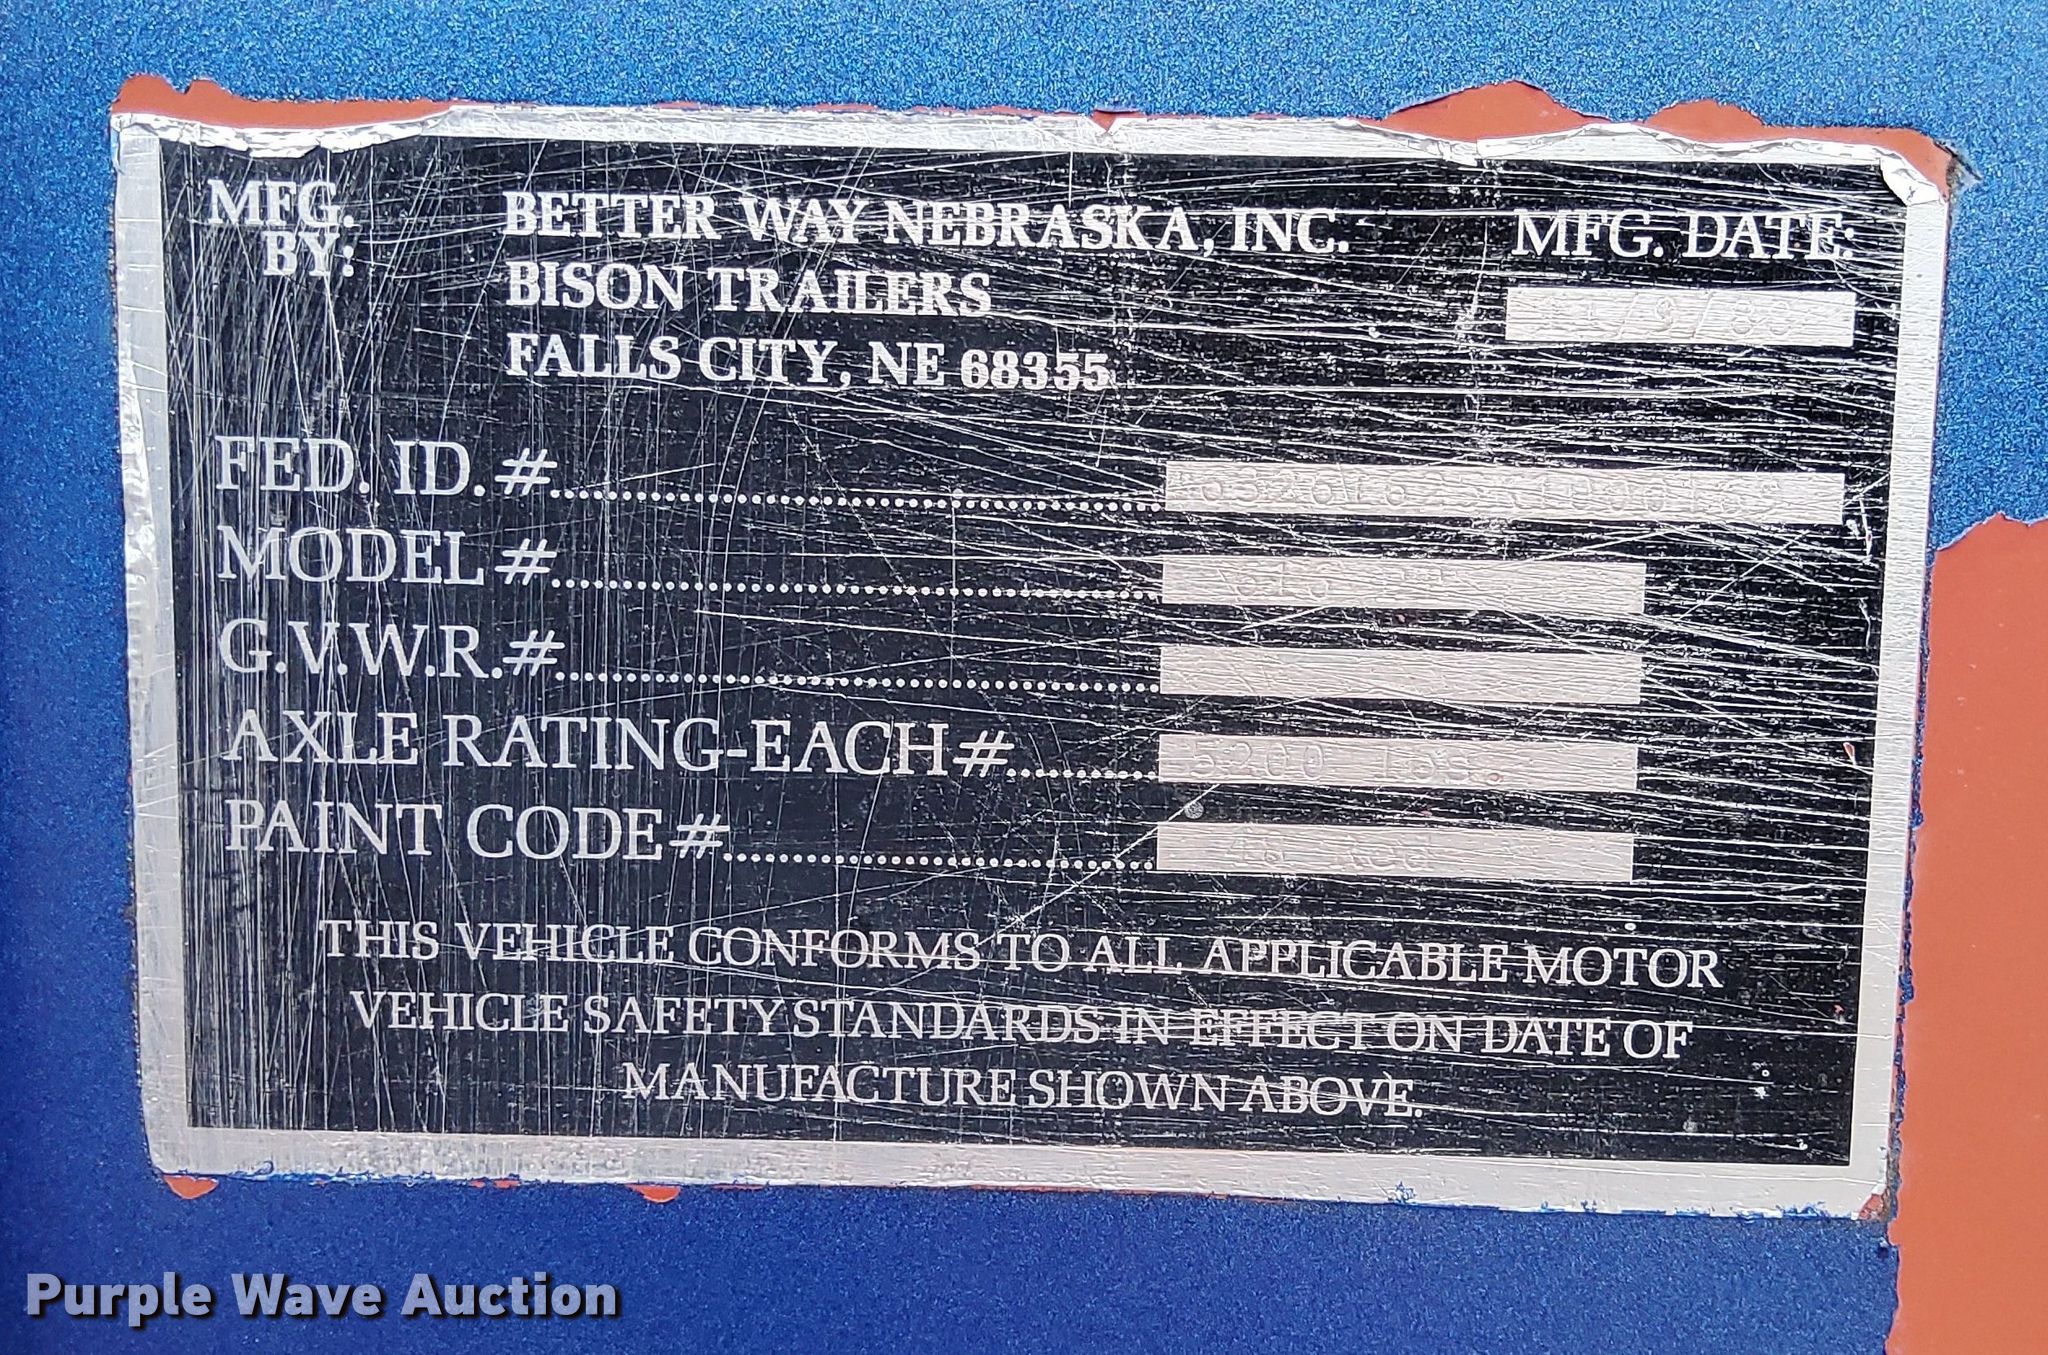 MFG. BY: BETTER WAY NEBRASKA, INC. MFG. DATE:
BISON TRAILERS
FALLS CITY, NE 68355
FED. ID. #
MODEL #
G.V.W.R. #
AXLE RATING-EACH # 5200 lbs.
PAINT CODE #
THIS VEHICLE CONFORMS TO ALL APPLICABLE MOTOR
VEHICLE SAFETY STANDARDS IN EFFECT ON DATE OF
MANUFACTURE SHOWN ABOVE.
Purple Wave Auction